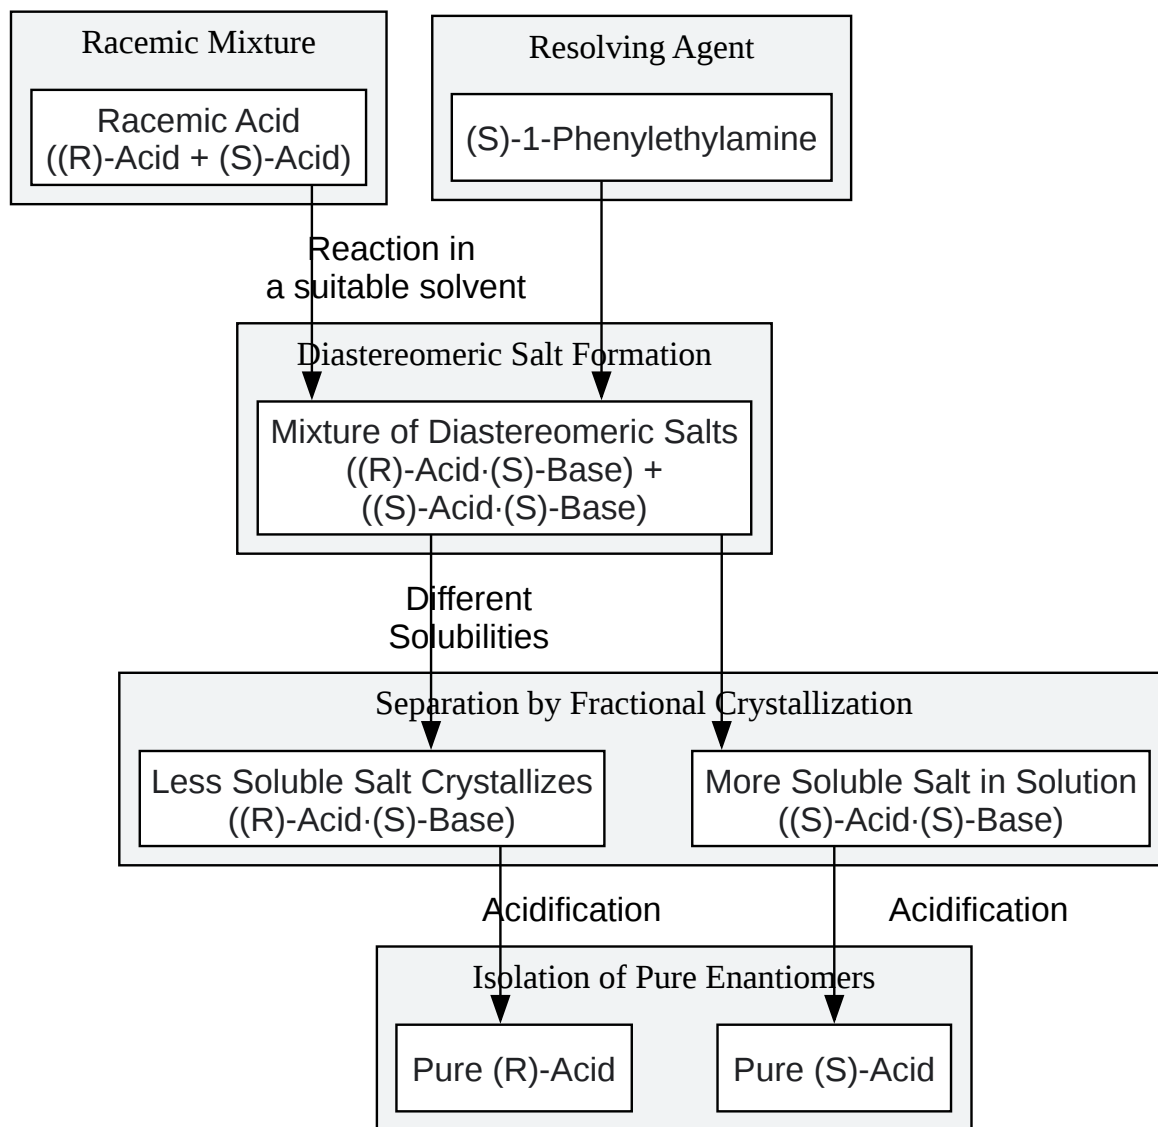 Racemic Mixture
Resolving Agent
Racemic Acid
((R)-Acid + (S)-Acid)
(S)-1-Phenylethylamine
Reaction in
a suitable solvent
Diastereomeric Salt Formation
Mixture of Diastereomeric Salts
((R)-Acid·(S)-Base) +
((S)-Acid·(S)-Base)
Different
Solubilities
Separation by Fractional Crystallization
Less Soluble Salt Crystallizes
((R)-Acid·(S)-Base)
More Soluble Salt in Solution
((S)-Acid·(S)-Base)
Acidification
Acidification
Isolation of Pure Enantiomers
Pure (R)-Acid
Pure (S)-Acid